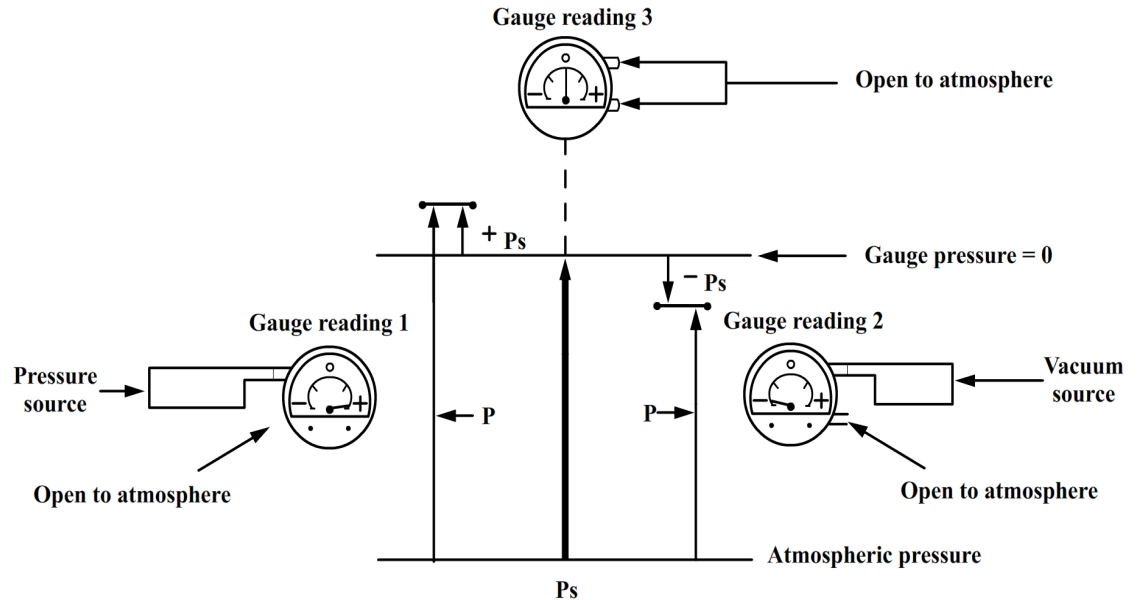 Gauge reading 3
O
− +
Open to atmosphere
+ Ps
Gauge pressure = 0
− Ps
Gauge reading 1
Gauge reading 2
Pressure
source
O
− +
O
− +
Vacuum
source
P
P
Open to atmosphere
Open to atmosphere
Atmospheric pressure
Ps